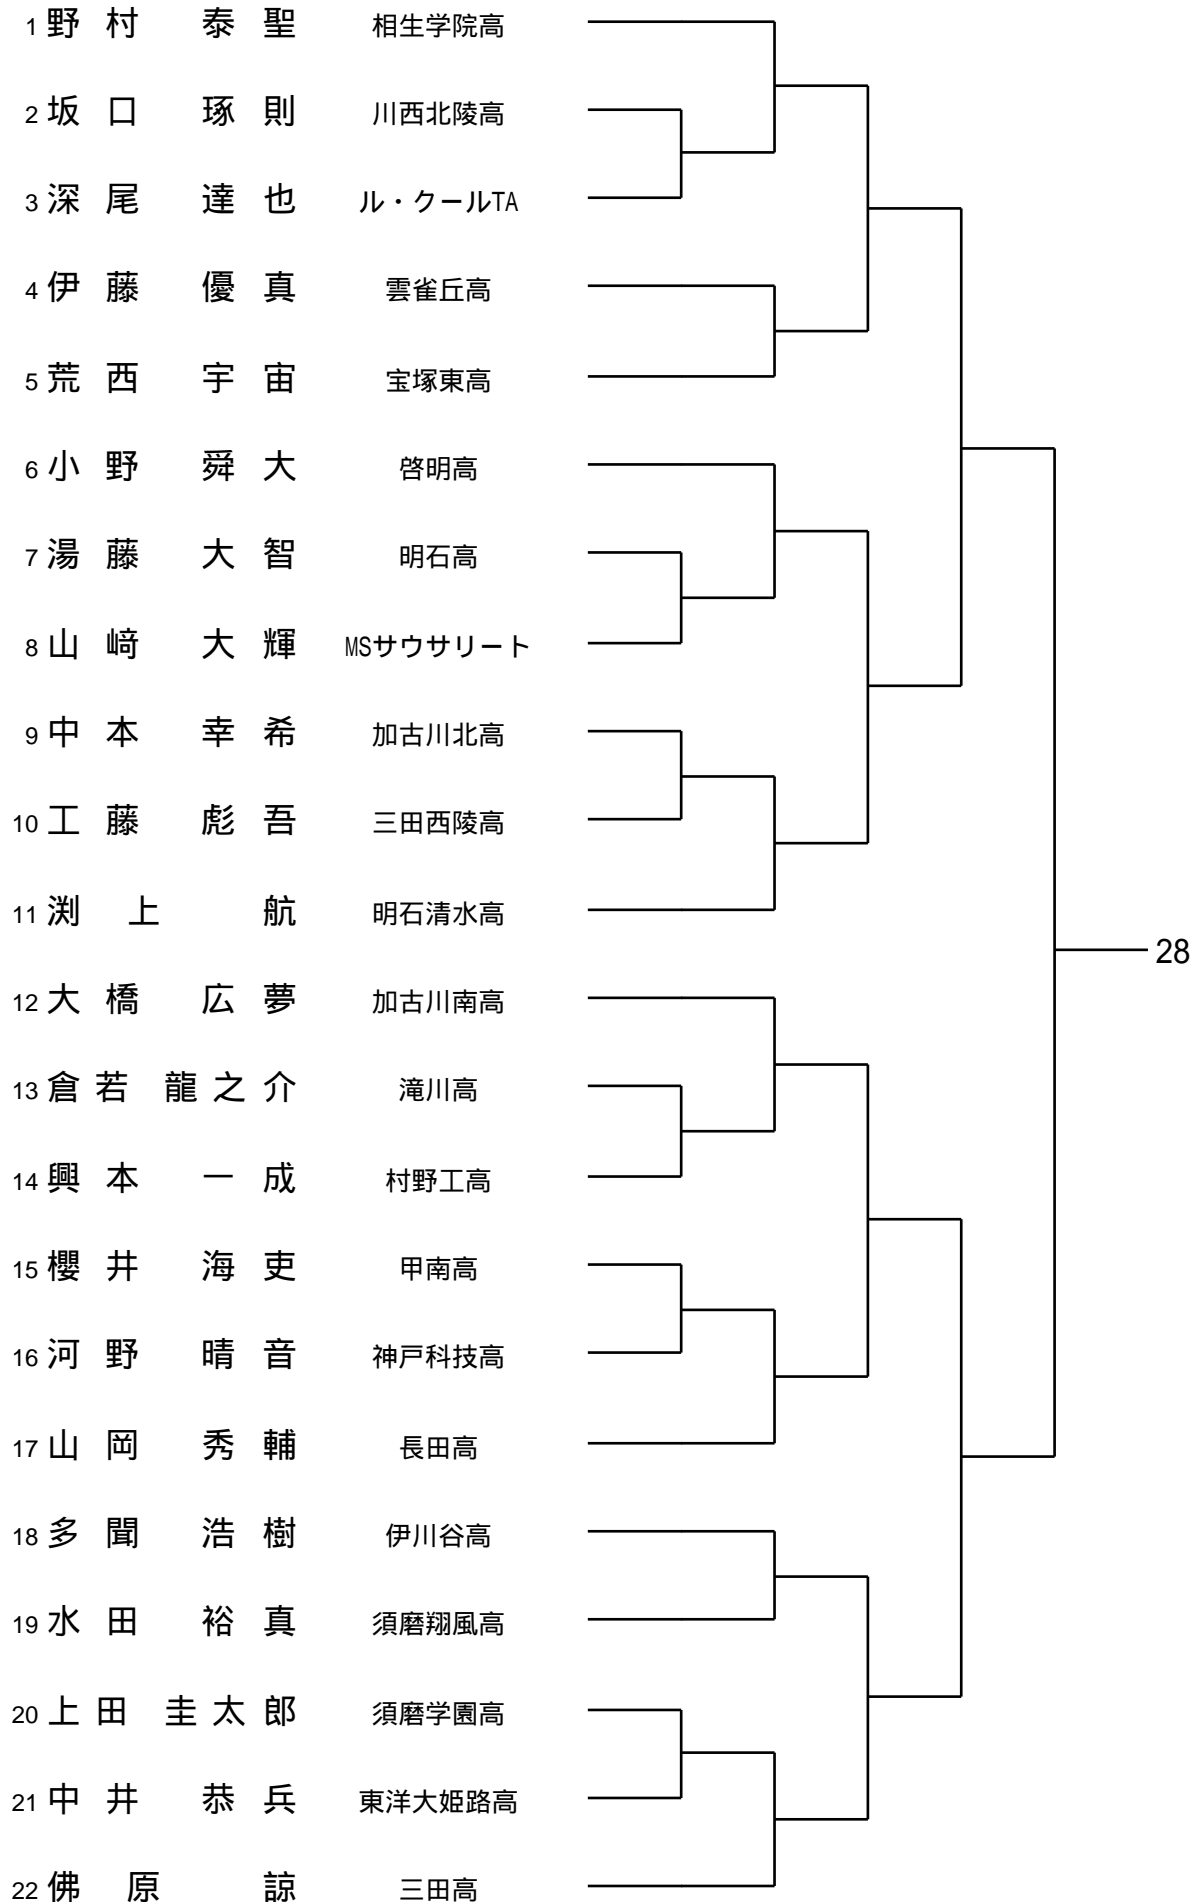 1 野村 泰聖 相生学院高
2 坂口 琢則 川西北陵高
3 深尾 達也 ル・クールTA
4 伊藤 優真 雲雀丘高
5 荒西 宇宙 宝塚東高
6 小野 舜大 啓明高
7 湯藤 大智 明石高
8 山﨑 大輝 MSサウサリート
9 中本 幸希 加古川北高
10 工藤 彪吾 三田西陵高
11 渕上 航 明石清水高
28
12 大橋 広夢 加古川南高
13 倉若 龍之介 滝川高
14 興本 一成 村野工高
15 櫻井 海吏 甲南高
16 河野 晴音 神戸科技高
17 山岡 秀輔 長田高
18 多聞 浩樹 伊川谷高
19 水田 裕真 須磨翔風高
20 上田 圭太郎 須磨学園高
21 中井 恭兵 東洋大姫路高
22 佛原 諒 三田高